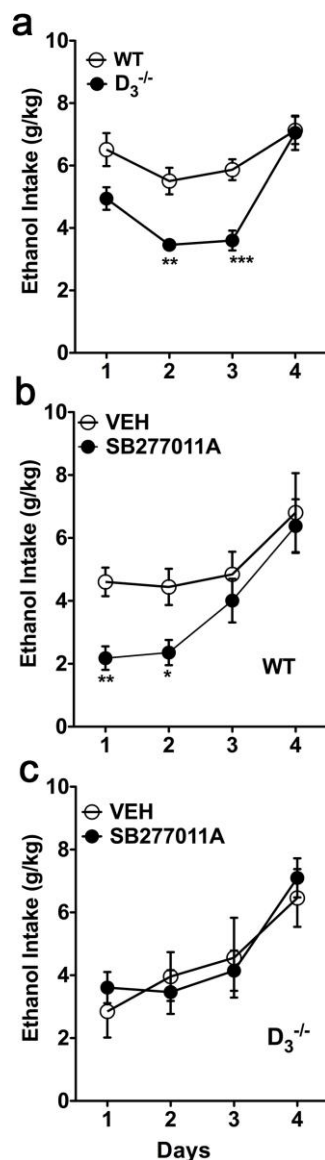 a
WT
D3-/-
Ethanol Intake (g/kg)
10
8
6
4
2
0
**
***
1 2 3 4
b
VEH
SB277011A
Ethanol Intake (g/kg)
10
8
6
4
2
0
**
*
WT
1 2 3 4
c
VEH
SB277011A
Ethanol Intake (g/kg)
10
8
6
4
2
0
D3-/-
1 2 3 4
Days